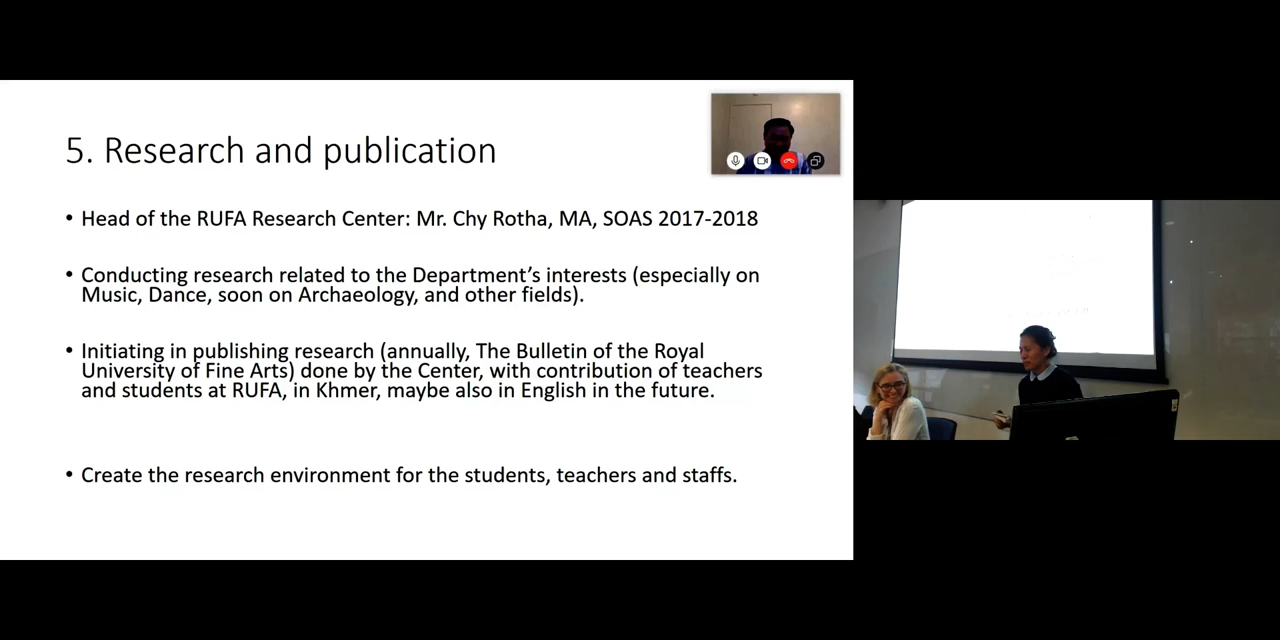 5. Research and publication
• Head of the RUFA Research Center: Mr. Chy Rotha, MA, SOAS 2017-2018
• Conducting research related to the Department’s interests (especially on
Music, Dance, soon on Archaeology, and other fields).
• Initiating in publishing research (annually, The Bulletin of the Royal
University of Fine Arts) done by the Center, with contribution of teachers
and students at RUFA, in Khmer, maybe also in English in the future.
• Create the research environment for the students, teachers and staffs.